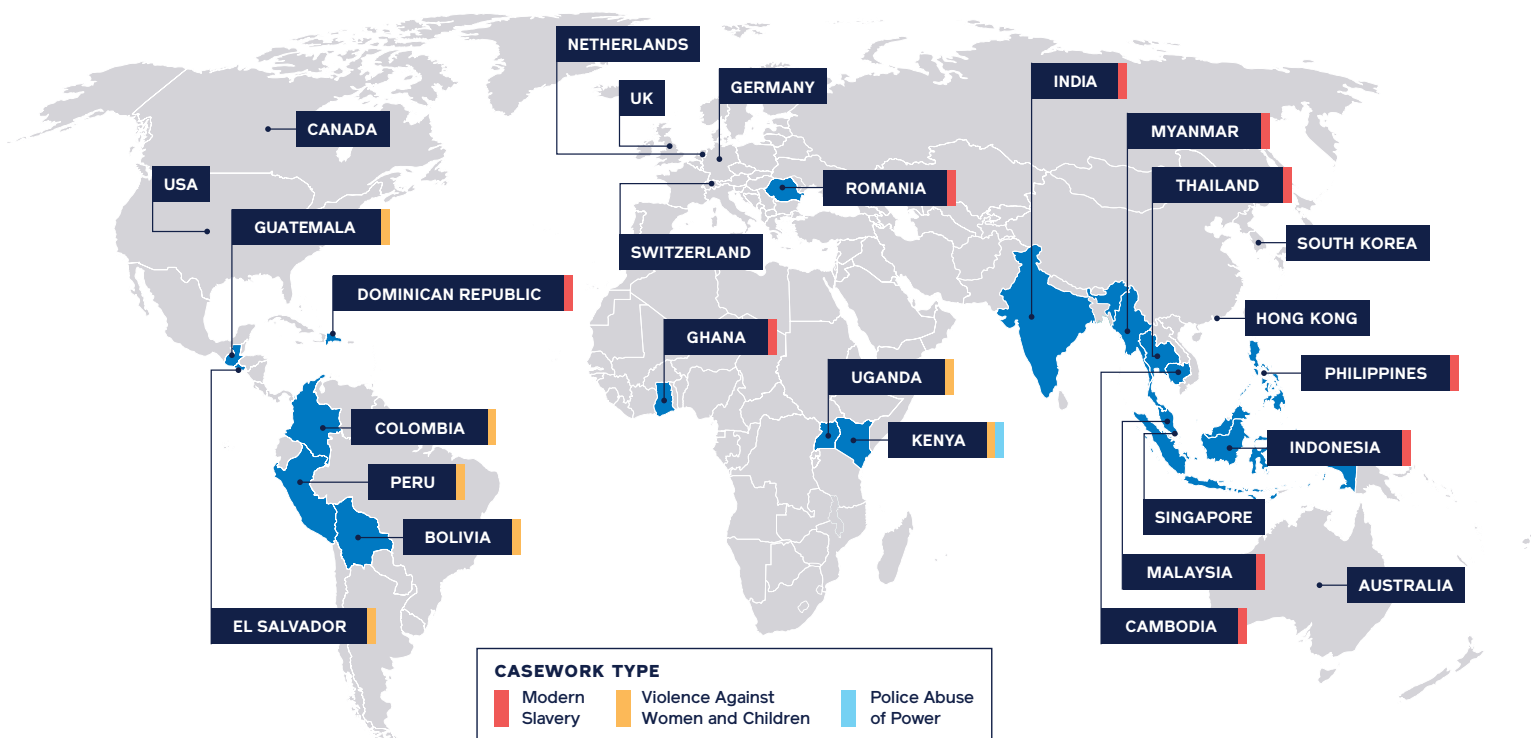 NETHERLANDS
UK
GERMANY
INDIA
CANADA
MYANMAR
USA
THAILAND
ROMANIA
GUATEMALA
SWITZERLAND
SOUTH KOREA
DOMINICAN REPUBLIC
HONG KONG
GHANA
UGANDA
PHILIPPINES
COLOMBIA
KENYA
INDONESIA
PERU
SINGAPORE
BOLIVIA
MALAYSIA
AUSTRALIA
EL SALVADOR
CAMBODIA
CASEWORK TYPE
Modern
Slavery
Violence Against
Women and Children
Police Abuse
of Power